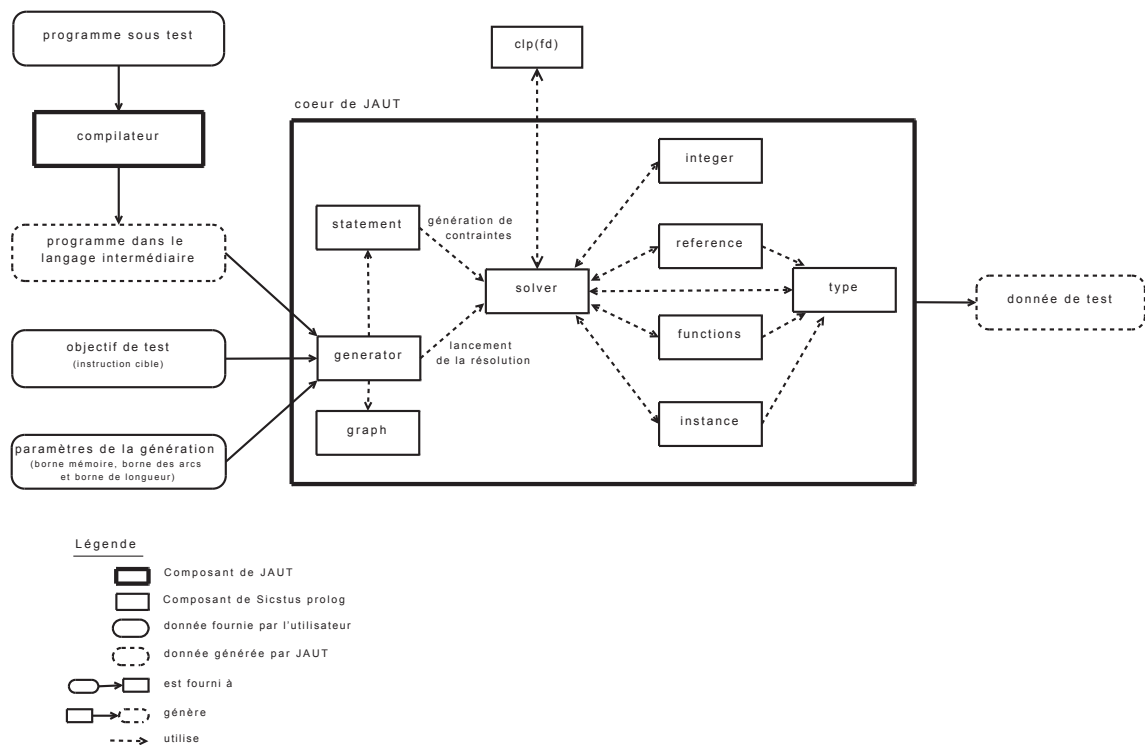 programme sous test
clp(fd)
coeur de JAUT
compilateur
integer
statement
génération de
contraintes
reference
programme dans le
langage intermédiaire
solver
type
donnée de test
objectif de test
(instruction cible)
generator
lancement
de la résolution
functions
graph
instance
paramètres de la génération
(borne mémoire, borne des arcs
et borne de longueur)
Légende
Composant de JAUT
Composant de Sicstus prolog
donnée fournie par l'utilisateur
donnée générée par JAUT
est fourni à
génère
utilise